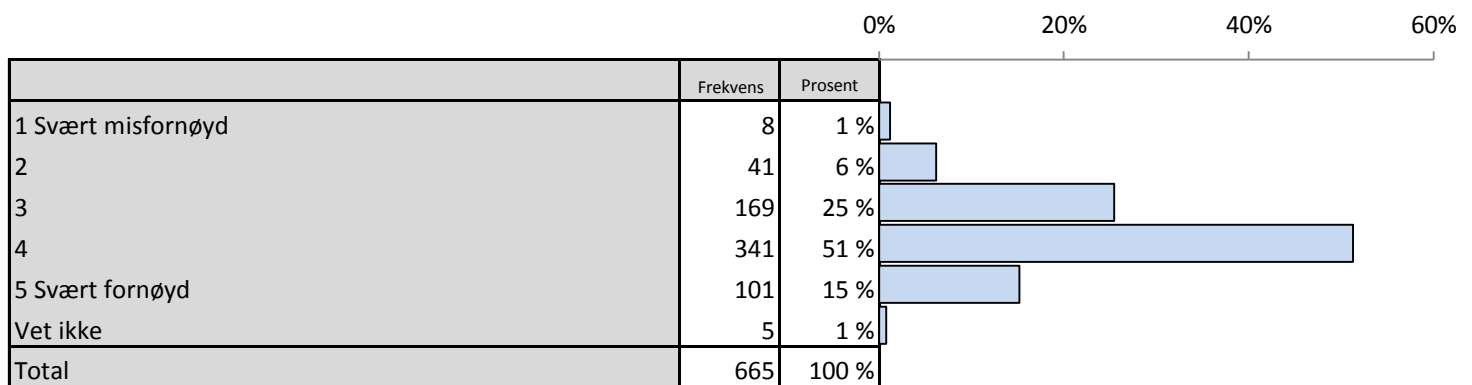 0% 20% 40% 60%
Frekvens Prosent
1 Svært misfornøyd 8 1 %
2 41 6 %
3 169 25 %
4 341 51 %
5 Svært fornøyd 101 15 %
Vet ikke 5 1 %
Total 665 100 %